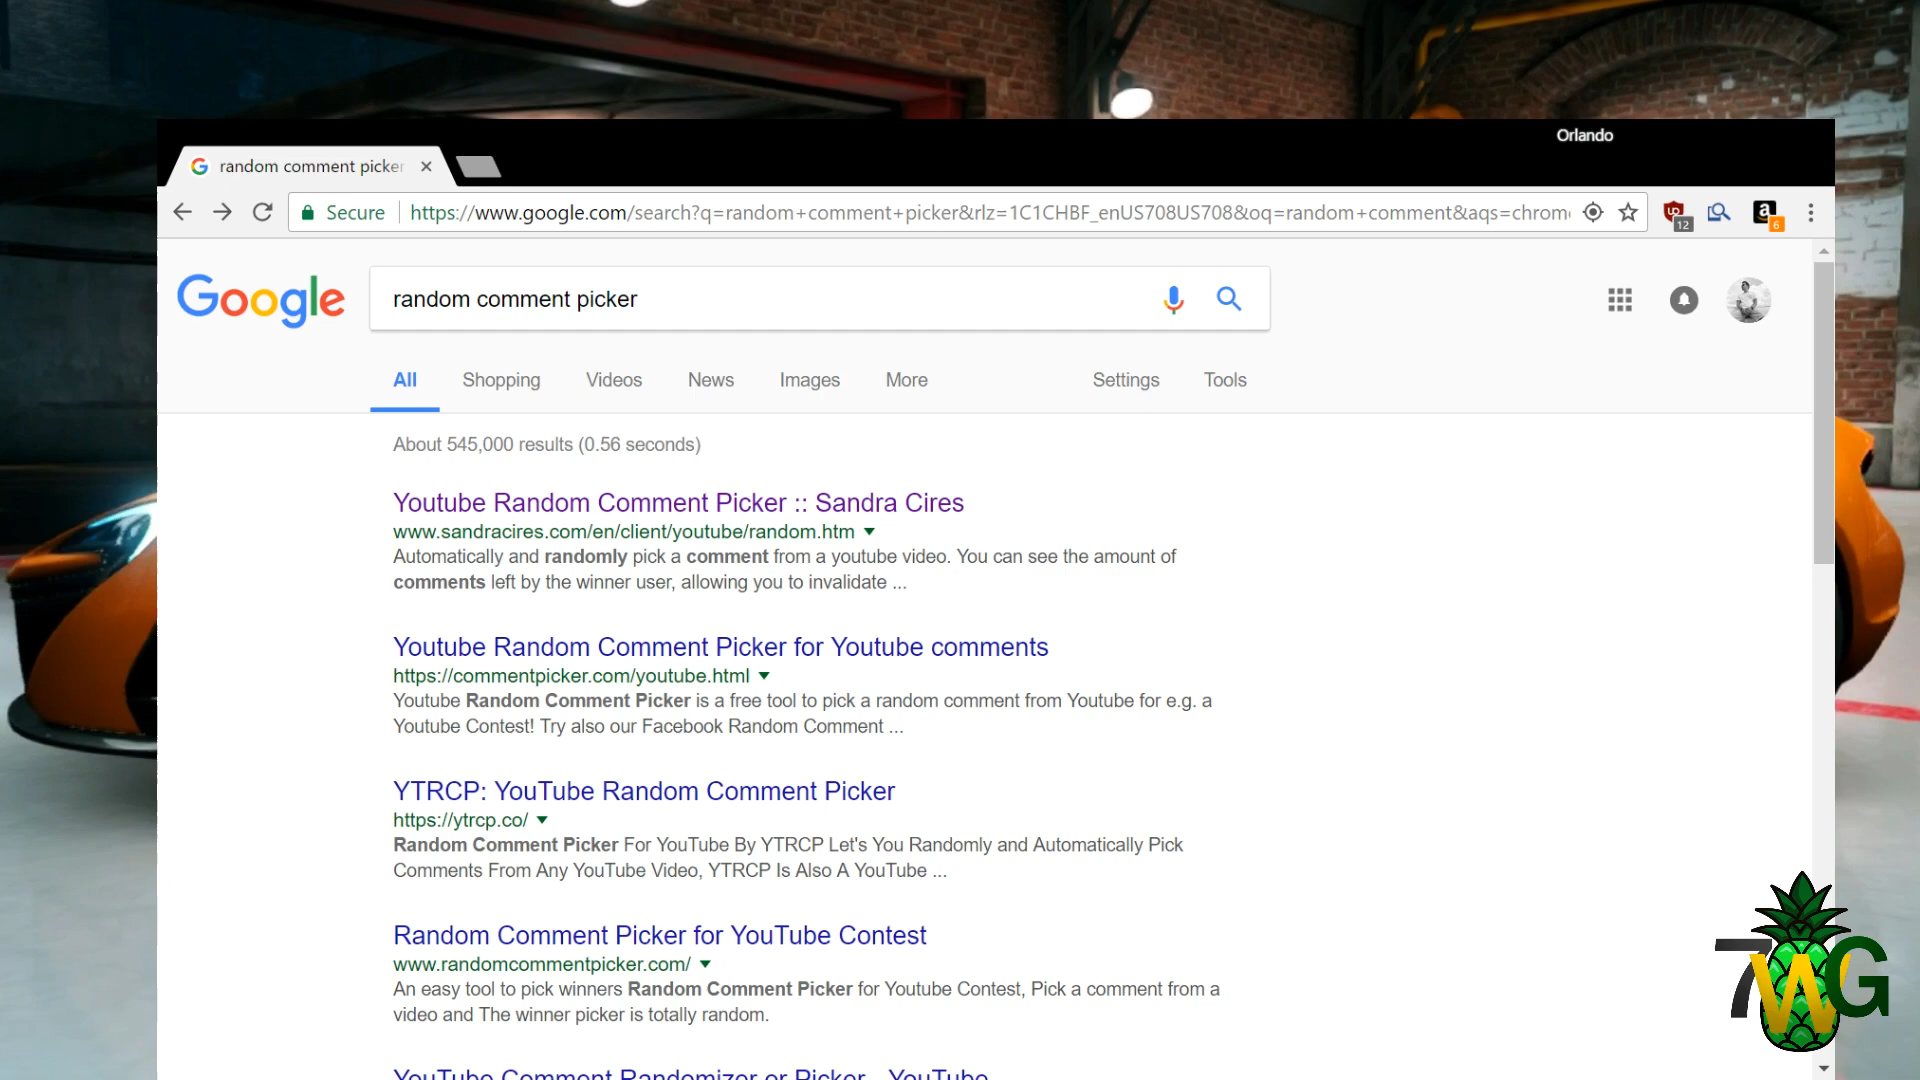 Orlando
random comment picker
Secure https://www.google.com/search?q=random+comment+picker&rlz=1C1CHBF_enUS708US708&oq=random+comment&aqs=chrom
12
a 6
Google random comment picker
All Shopping Videos News Images More Settings Tools
About 545,000 results (0.56 seconds)
Youtube Random Comment Picker :: Sandra Cires
www.sandracires.com/en/client/youtube/random.htm
Automatically and randomly pick a comment from a youtube video. You can see the amount of
comments left by the winner user, allowing you to invalidate ...
Youtube Random Comment Picker for Youtube comments
https://commentpicker.com/youtube.html
Youtube Random Comment Picker is a free tool to pick a random comment from Youtube for e.g. a
Youtube Contest! Try also our Facebook Random Comment ...
YTRCP: YouTube Random Comment Picker
https://ytrcp.co/
Random Comment Picker For YouTube By YTRCP Let's You Randomly and Automatically Pick
Comments From Any YouTube Video, YTRCP Is Also A YouTube ...
Random Comment Picker for YouTube Contest
www.randomcommentpicker.com/
An easy tool to pick winners Random Comment Picker for Youtube Contest, Pick a comment from a
video and The winner picker is totally random.
YouTube Comment Randomizer or Picker - YouTube
7WG